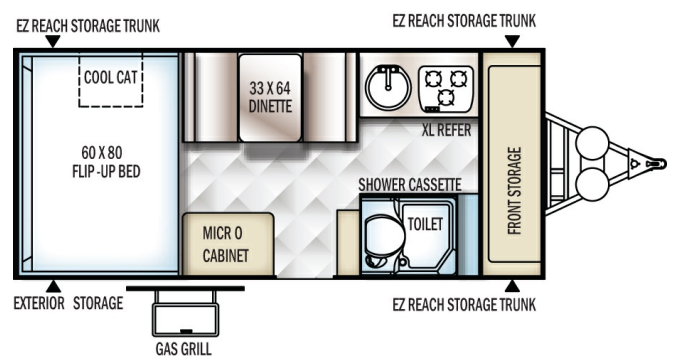 EZ REACH STORAGE TRUNK
EZ REACH STORAGE TRUNK
COOL CAT
33 X 64
DINETTE
60 X 80
FLIP-UP BED
XL REFER
SHOWER CASSETTE
FRONT STORAGE
TOILET
MICR O
CABINET
EXTERIOR STORAGE
EZ REACH STORAGE TRUNK
GAS GRILL